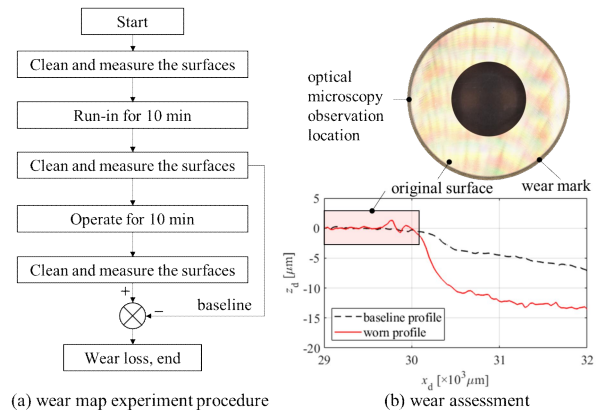 Start
Clean and measure the surfaces
Run-in for 10 min
Clean and measure the surfaces
Operate for 10 min
Clean and measure the surfaces
+
−
baseline
Wear loss, end
(a) wear map experiment procedure
optical
microscopy
observation
location
original surface
wear mark
5
0
-5
-10
-15
-20
z_d [μm]
baseline profile
worn profile
29
30
31
32
x_d [×10³μm]
(b) wear assessment